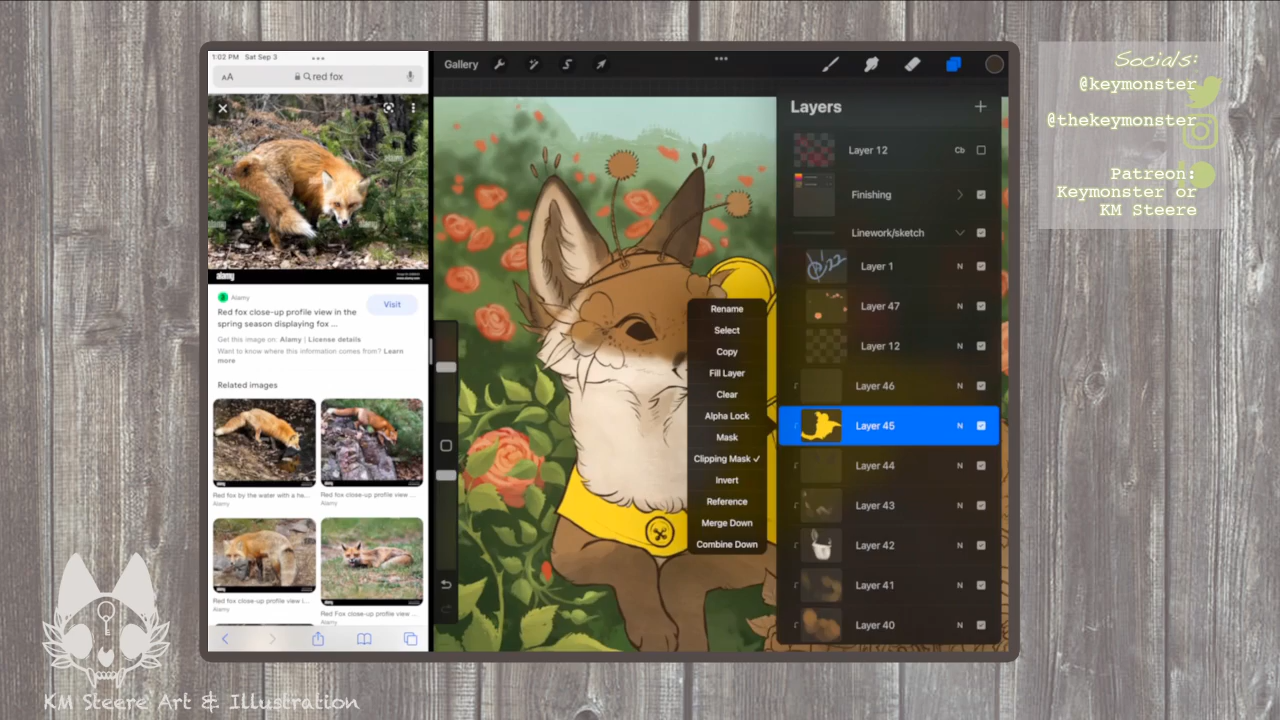 1:02 PM Sat Sep 3
AA
red fox
alamy
Alamy
Visit
Red fox close-up profile view in the
spring season displaying fox ...
Get this image on: Alamy | License details
Want to know where this information comes from? Learn
more
Related images
Red fox by the water with a he...
Alamy
Red fox close-up profile view ...
Alamy
Red fox close-up profile view i...
Alamy
Red Fox close-up profile view ...
Alamy
Gallery
Layers
Layer 12 Cb
Finishing
Linework/sketch
Layer 1 N
Layer 47 N
Layer 12 N
Layer 46 N
Layer 45 N
Layer 44 N
Layer 43 N
Layer 42 N
Layer 41 N
Layer 40 N
Rename
Select
Copy
Fill Layer
Clear
Alpha Lock
Mask
Clipping Mask ✓
Invert
Reference
Merge Down
Combine Down
Socials:
@keymonster
@thekeymonster
Patreon:
Keymonster or
KM Steere
KM Steere Art & Illustration